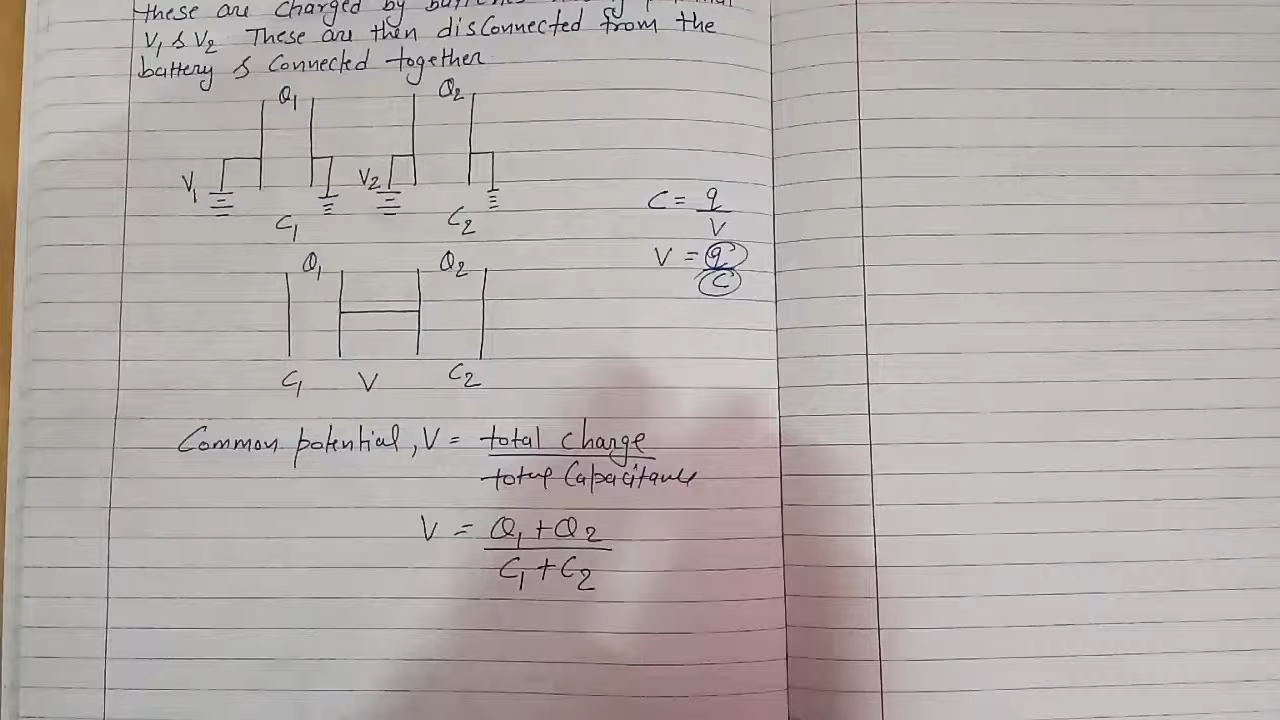 these are charged by
V₁ & V₂ These are then disConnected from the
battery & Connected together.
Q₁ Q₂
V₁ V₂
C₁ C₂
C = q/V
V = q/C
Q₁ Q₂
C₁ V C₂
Common potential, V = total charge/total Capacitance
V = Q₁ + Q₂/C₁ + C₂